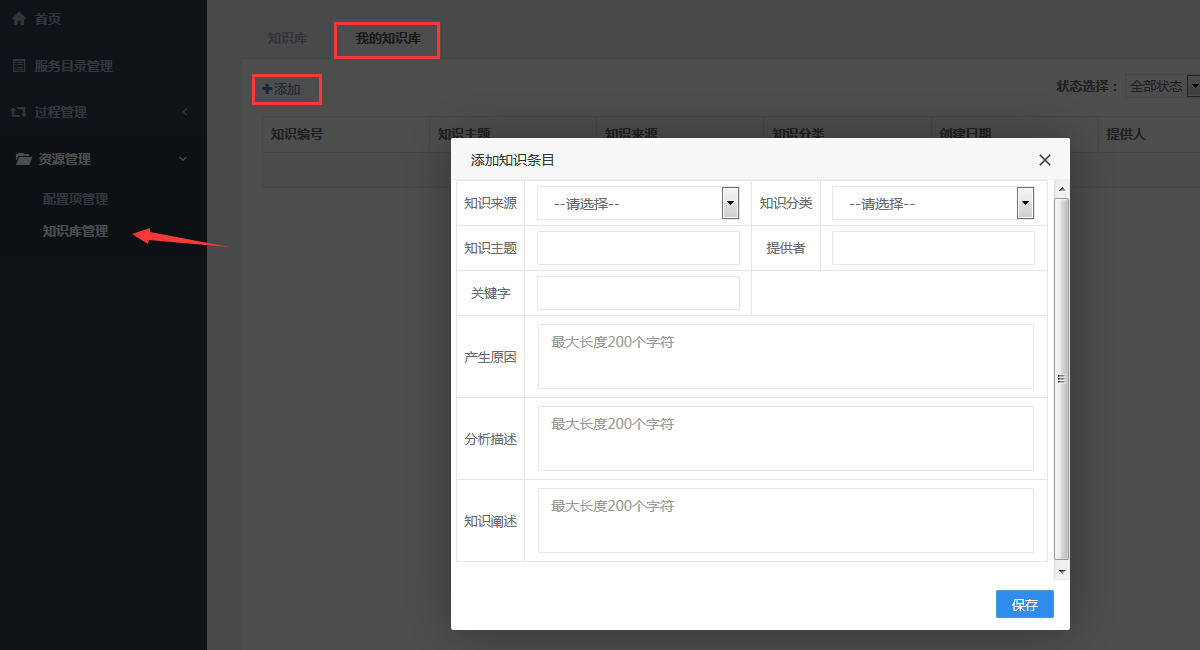 首页
服务目录管理
过程管理
资源管理
配置项管理
知识库管理
知识库 我的知识库
添加
状态选择： 全部状态
知识编号 知识主题 知识来源 知识分类 创建日期 提供人
添加知识条目
知识来源 --请选择-- 知识分类 --请选择--
知识主题 提供者
关键字
产生原因 最大长度200个字符
分析描述 最大长度200个字符
知识阐述 最大长度200个字符
保存